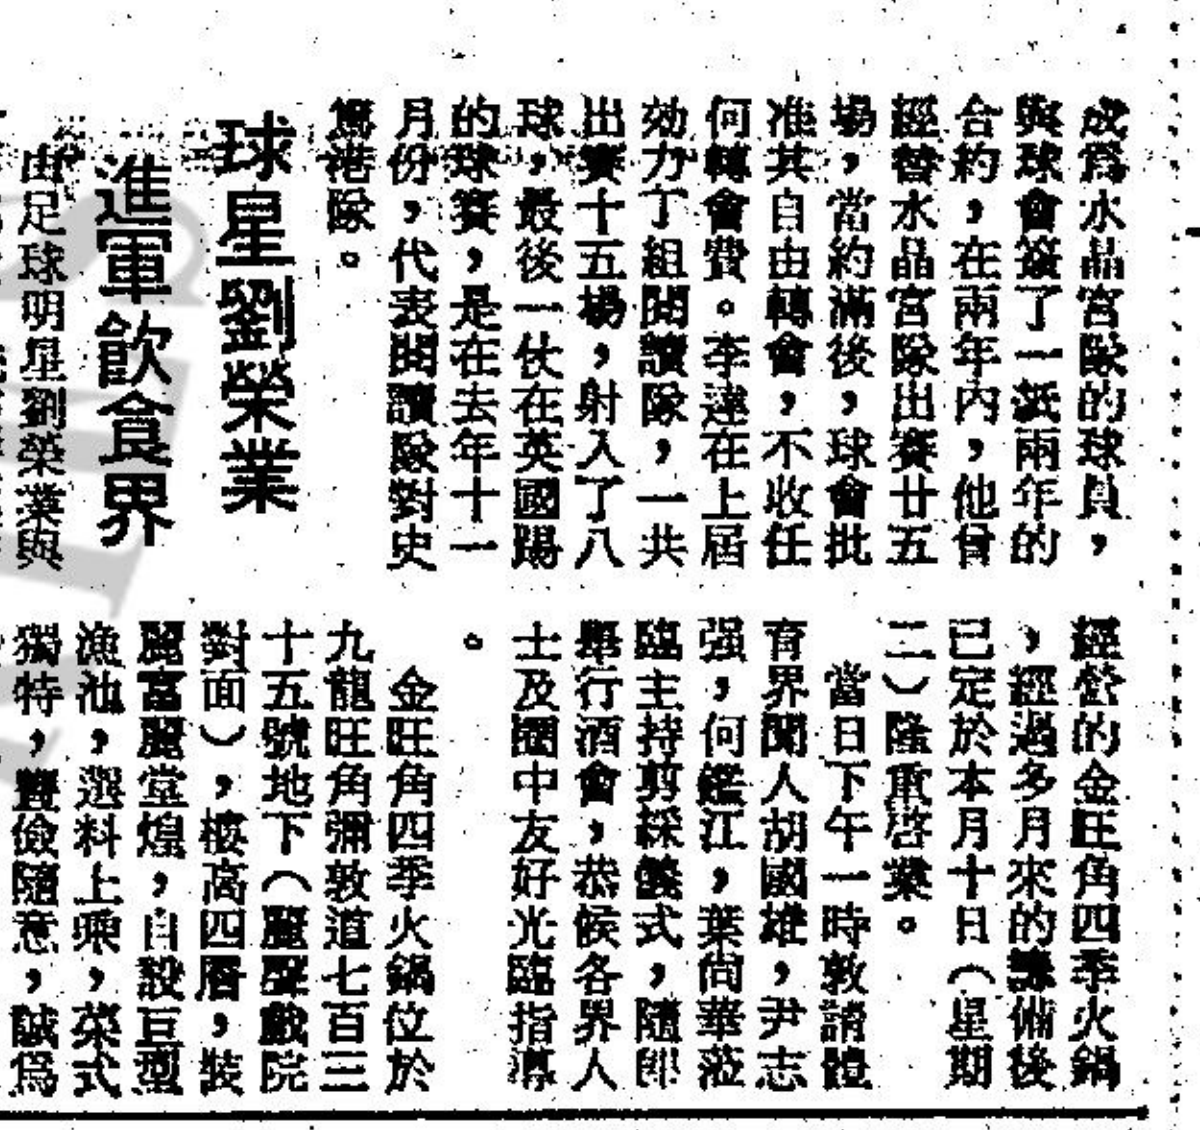 成爲水晶宮隊的球員，
與球會簽了一紙兩年的
合約，在兩年內，他曾
經替水晶宮隊出賽廿五
場，當約滿後，球會批
准其自由轉會，不收任
何轉會費。李達在上屆
効力丁組閱讀隊，一共
出賽十五場，射入了八
球，最後一仗在英國踢
的球賽，是在去年十一
月份，代表閱讀隊對史
篤港隊。
球星劉榮業
進軍飲食界
由足球明星劉榮業與
經營的金旺角四季火鍋
，經過多月來的籌備後
已定於本月十日（星期
二）隆重啓業。
當日下午一時敦請體
育界聞人胡國雄，尹志
强，何鑑江，葉尙華蒞
臨主持剪綵儀式，隨即
舉行酒會，恭候各界人
士及圈中友好光臨指導
。
金旺角四季火鍋位於
九龍旺角彌敦道七百三
十五號地下（麗聲戲院
對面），樓高四層，裝
麗富麗堂煌，自設巨型
漁池，選料上乘，菜式
獨特，豐儉隨意，誠爲